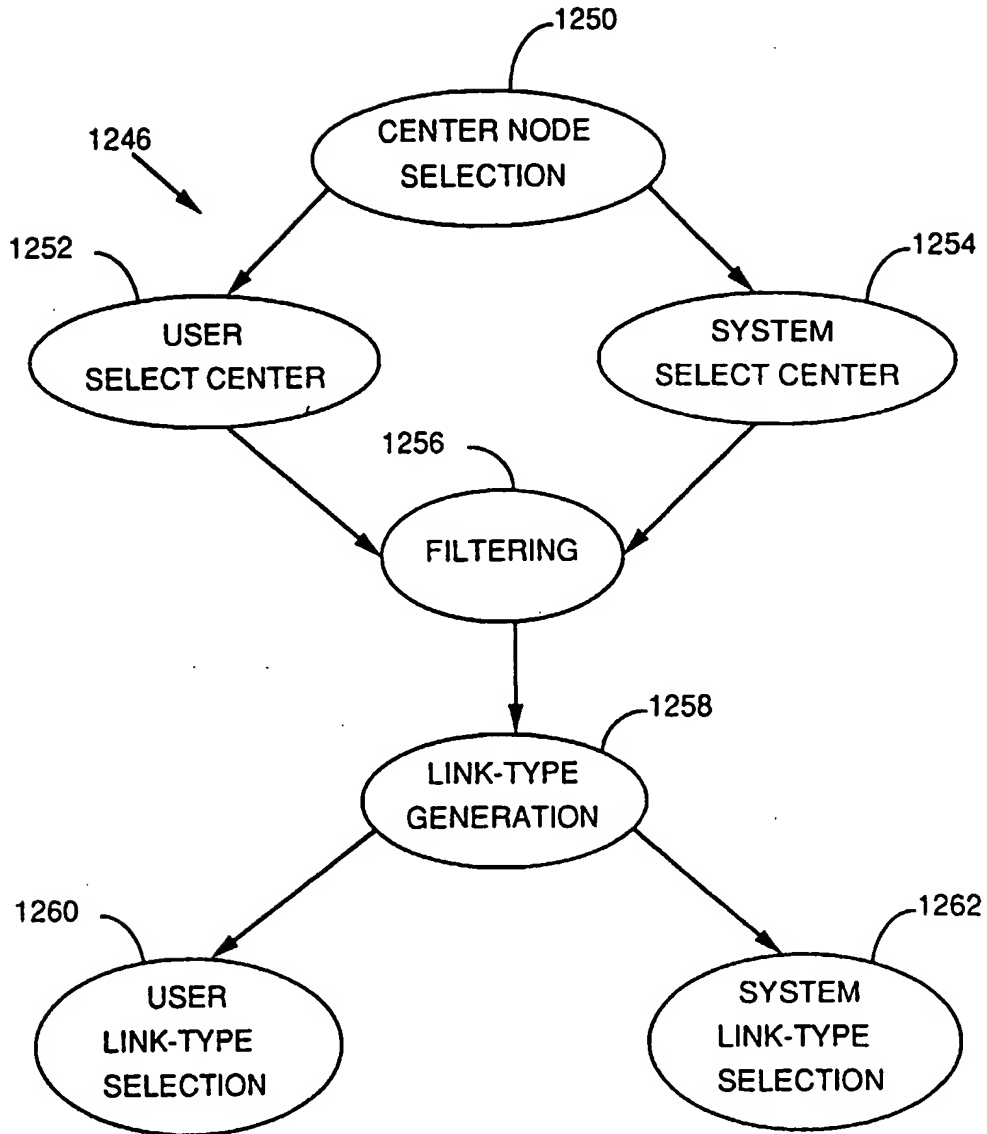 1250
CENTER NODE
SELECTION
1246
1252
1254
USER
SELECT CENTER
SYSTEM
SELECT CENTER
1256
FILTERING
1258
LINK-TYPE
GENERATION
1260
1262
USER
LINK-TYPE
SELECTION
SYSTEM
LINK-TYPE
SELECTION